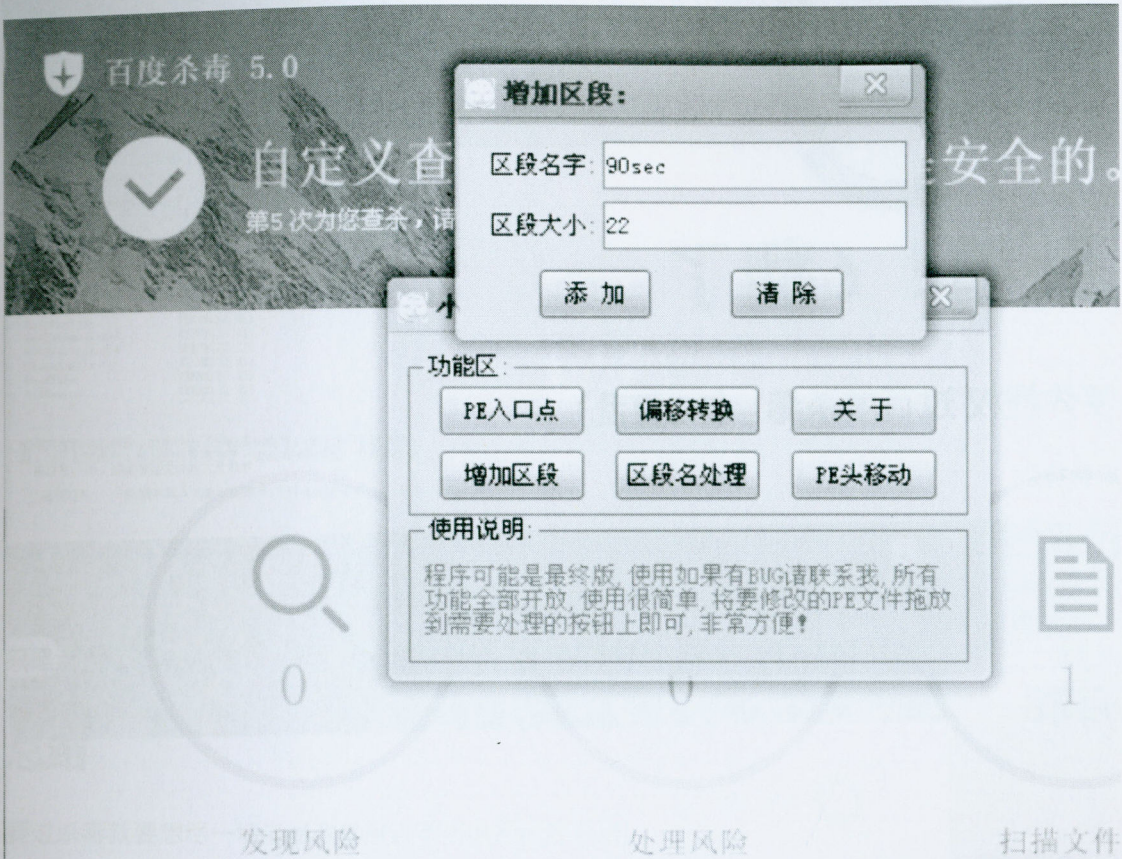 百度杀毒 5.0
自定义查
是安全的。
第5次为您查杀，请
增加区段：
区段名字: 90sec
区段大小: 22
添 加
清 除
小
功能区:
PE入口点
偏移转换
关 于
增加区段
区段名处理
PE头移动
使用说明:
程序可能是最终版,使用如果有BUG请联系我,所有
功能全部开放,使用很简单,将要修改的PE文件拖放
到需要处理的按钮上即可,非常方便!
0
0
1
发现风险
处理风险
扫描文件